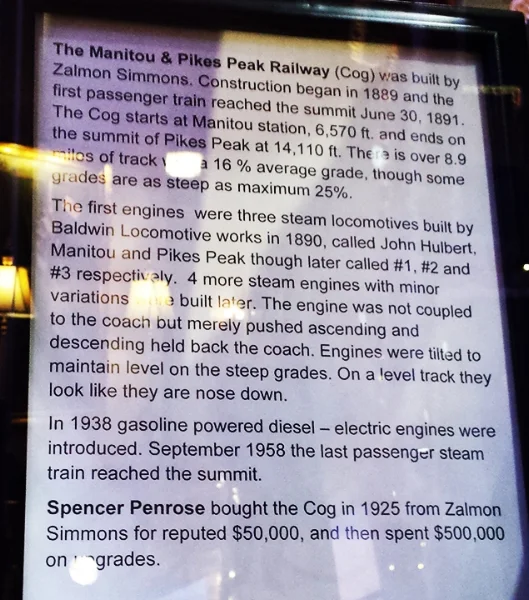 The Manitou & Pikes Peak Railway (Cog) was built by
Zalmon Simmons. Construction began in 1889 and the
first passenger train reached the summit June 30, 1891.
The Cog starts at Manitou station, 6,570 ft. and ends on
the summit of Pikes Peak at 14,110 ft. There is over 8.9
miles of track a 16 % average grade, though some
grades are as steep as maximum 25%.
The first engines were three steam locomotives built by
Baldwin Locomotive works in 1890, called John Hulbert,
Manitou and Pikes Peak though later called #1, #2 and
#3 respectively. 4 more steam engines with minor
variations built later. The engine was not coupled
to the coach but merely pushed ascending and
descending held back the coach. Engines were tilted to
maintain level on the steep grades. On a level track they
look like they are nose down.
In 1938 gasoline powered diesel – electric engines were
introduced. September 1958 the last passenger steam
train reached the summit.
Spencer Penrose bought the Cog in 1925 from Zalmon
Simmons for reputed $50,000, and then spent $500,000
on upgrades.